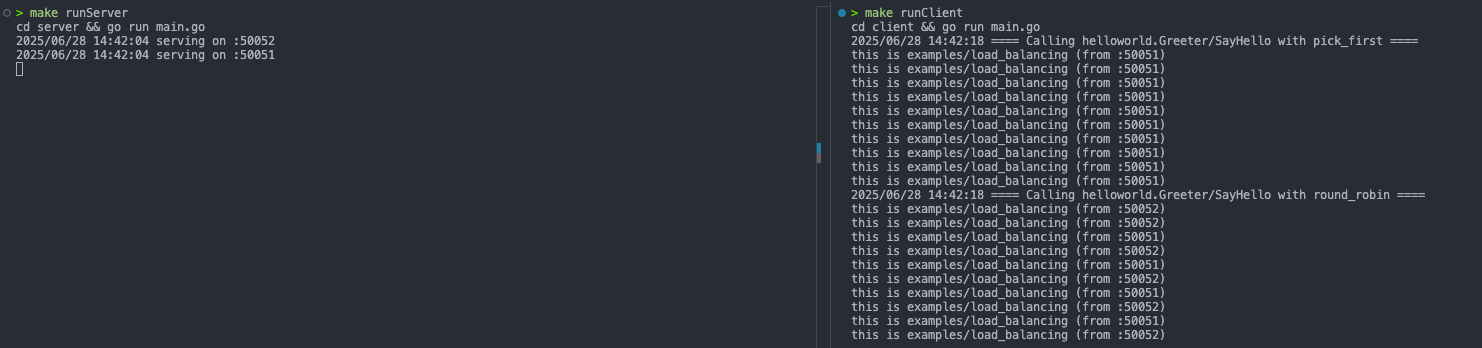 > make runServer
cd server && go run main.go
2025/06/28 14:42:04 serving on :50052
2025/06/28 14:42:04 serving on :50051
> make runClient
cd client && go run main.go
2025/06/28 14:42:18 ==== Calling helloworld.Greeter/SayHello with pick_first ====
this is examples/load_balancing (from :50051)
this is examples/load_balancing (from :50051)
this is examples/load_balancing (from :50051)
this is examples/load_balancing (from :50051)
this is examples/load_balancing (from :50051)
this is examples/load_balancing (from :50051)
this is examples/load_balancing (from :50051)
this is examples/load_balancing (from :50051)
this is examples/load_balancing (from :50051)
this is examples/load_balancing (from :50051)
2025/06/28 14:42:18 ==== Calling helloworld.Greeter/SayHello with round_robin ====
this is examples/load_balancing (from :50052)
this is examples/load_balancing (from :50052)
this is examples/load_balancing (from :50051)
this is examples/load_balancing (from :50052)
this is examples/load_balancing (from :50051)
this is examples/load_balancing (from :50052)
this is examples/load_balancing (from :50051)
this is examples/load_balancing (from :50052)
this is examples/load_balancing (from :50051)
this is examples/load_balancing (from :50052)